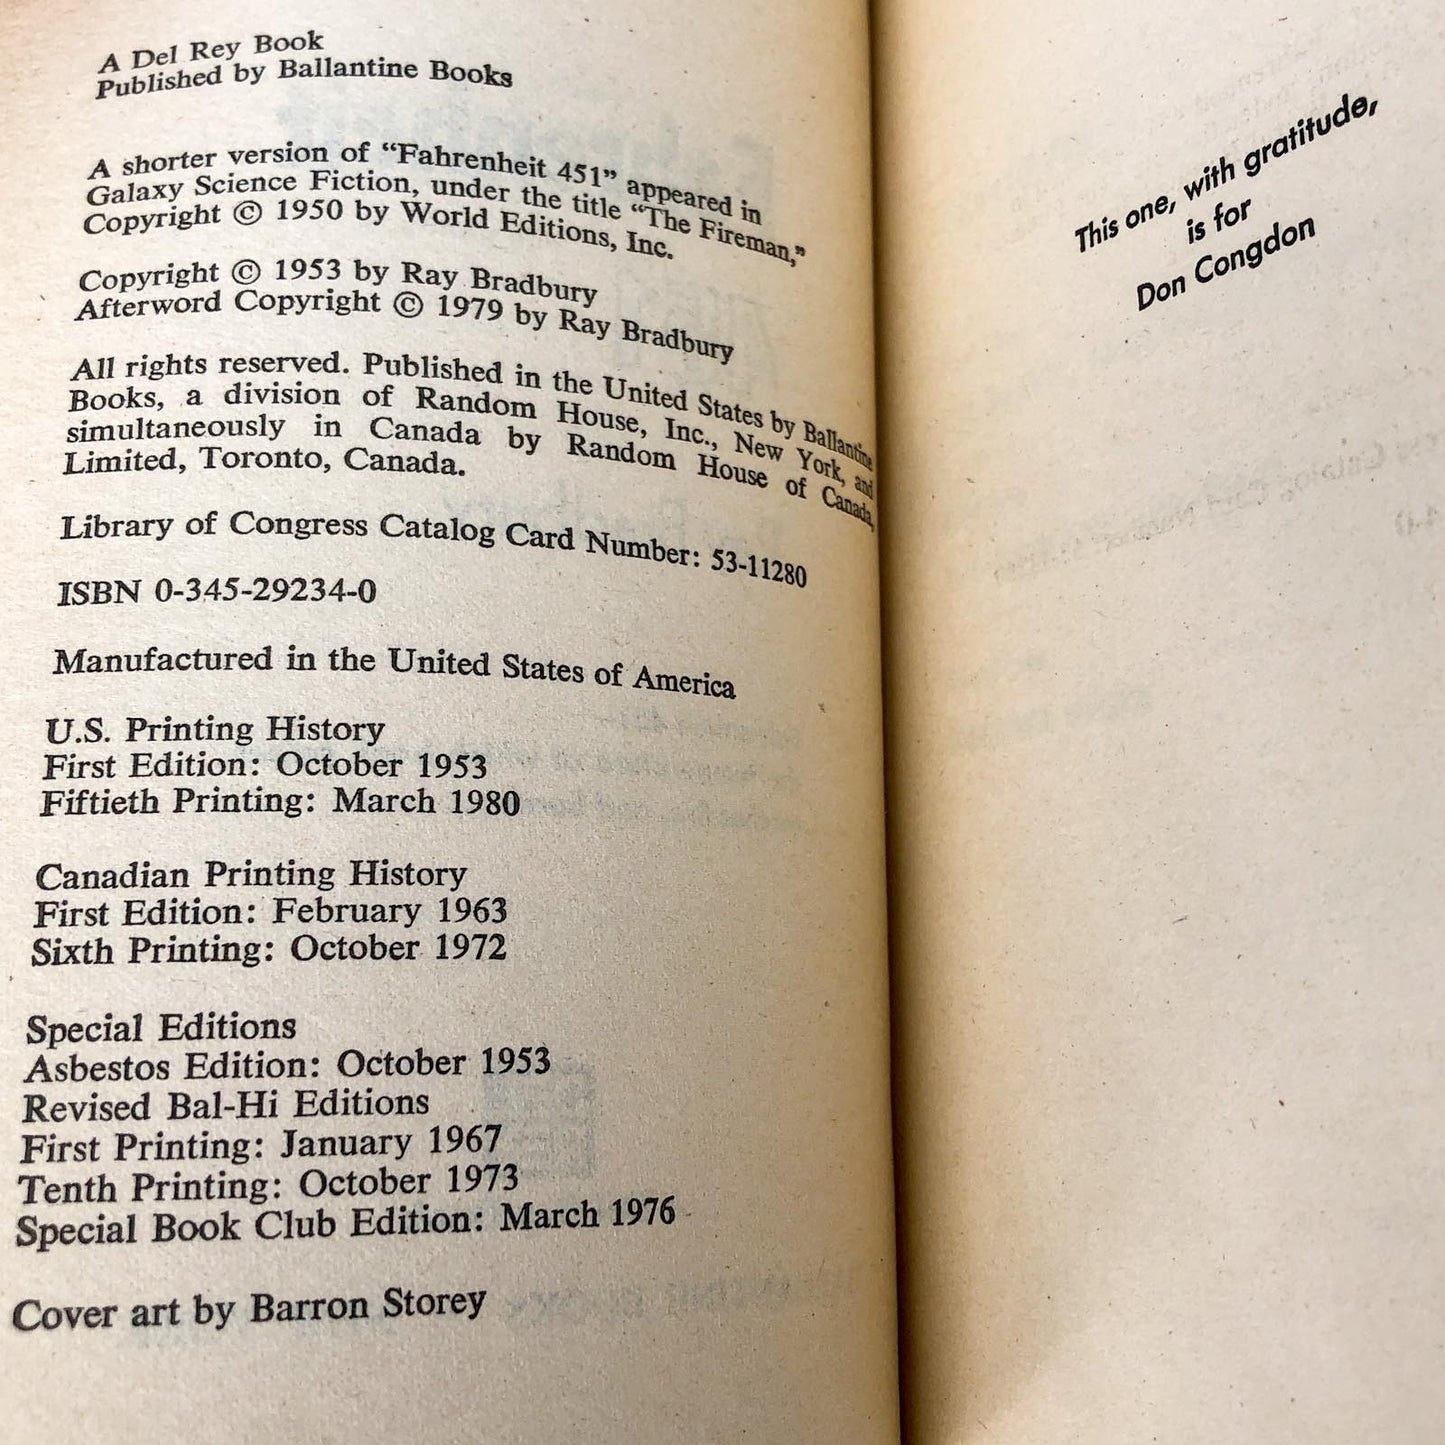 A Del Rey Book
Published by Ballantine Books
A shorter version of “Fahrenheit 451” appeared in
Galaxy Science Fiction, under the title “The Fireman,”
Copyright © 1950 by World Editions, Inc.
Copyright © 1953 by Ray Bradbury
Afterword Copyright © 1979 by Ray Bradbury
All rights reserved. Published in the United States by Ballantine
Books, a division of Random House, Inc., New York, and
simultaneously in Canada by Random House of Canada,
Limited, Toronto, Canada.
Library of Congress Catalog Card Number: 53-11280
ISBN 0-345-29234-0
Manufactured in the United States of America
U.S. Printing History
First Edition: October 1953
Fiftieth Printing: March 1980
Canadian Printing History
First Edition: February 1963
Sixth Printing: October 1972
Special Editions
Asbestos Edition: October 1953
Revised Bal-Hi Editions
First Printing: January 1967
Tenth Printing: October 1973
Special Book Club Edition: March 1976
Cover art by Barron Storey
This one, with gratitude,
is for
Don Congdon